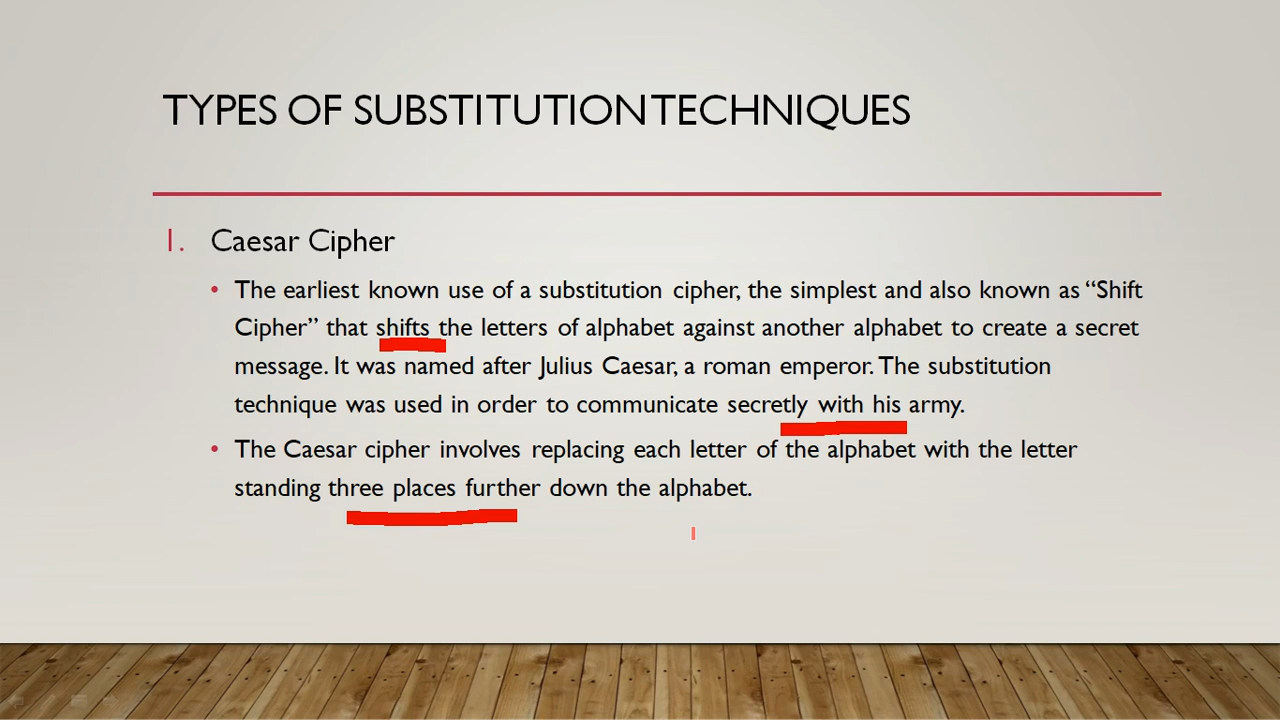 TYPES OF SUBSTITUTION TECHNIQUES
1. Caesar Cipher
• The earliest known use of a substitution cipher, the simplest and also known as “Shift
Cipher” that shifts the letters of alphabet against another alphabet to create a secret
message. It was named after Julius Caesar, a roman emperor. The substitution
technique was used in order to communicate secretly with his army.
• The Caesar cipher involves replacing each letter of the alphabet with the letter
standing three places further down the alphabet.